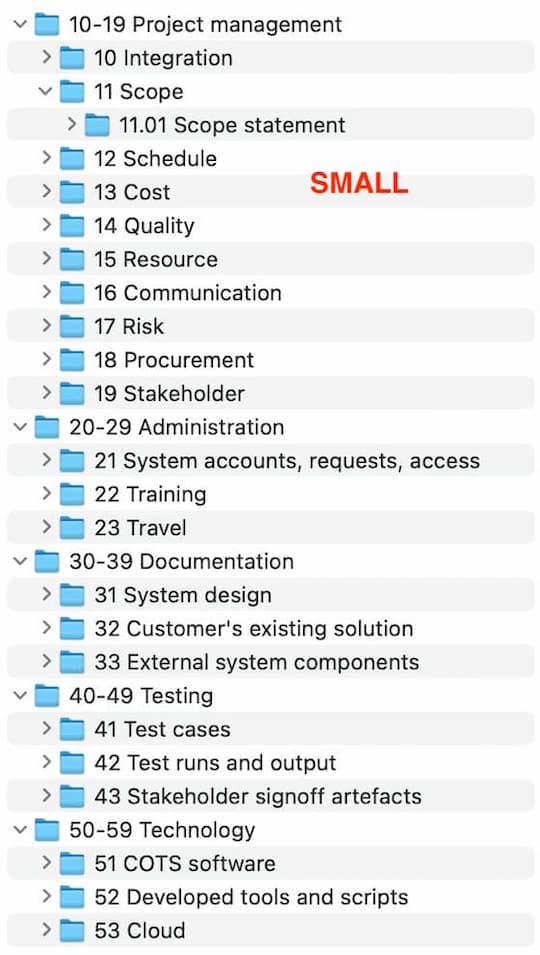 10-19 Project management
10 Integration
11 Scope
11.01 Scope statement
12 Schedule
SMALL
13 Cost
14 Quality
15 Resource
16 Communication
17 Risk
18 Procurement
19 Stakeholder
20-29 Administration
21 System accounts, requests, access
22 Training
23 Travel
30-39 Documentation
31 System design
32 Customer's existing solution
33 External system components
40-49 Testing
41 Test cases
42 Test runs and output
43 Stakeholder signoff artefacts
50-59 Technology
51 COTS software
52 Developed tools and scripts
53 Cloud